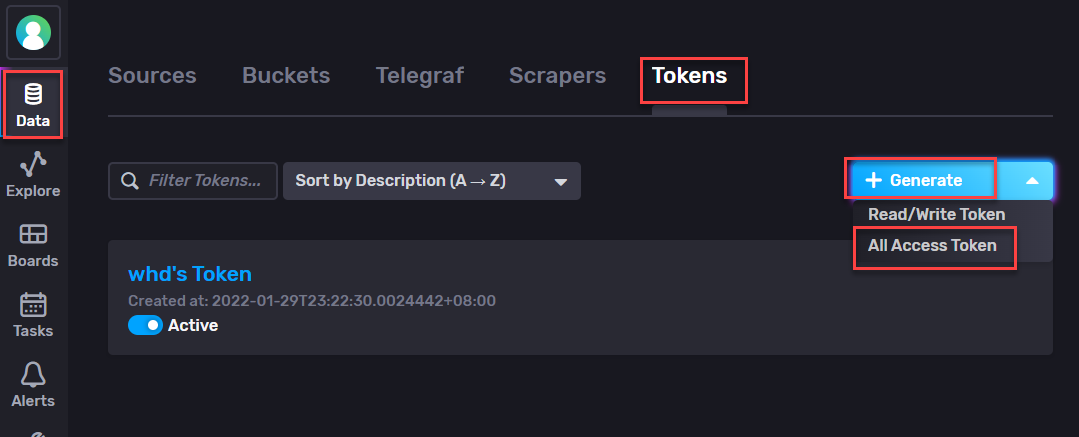 Sources Buckets Telegraf Scrapers Tokens
Data
Filter Tokens... Sort by Description (A → Z) + Generate
Explore
Read/Write Token
All Access Token
Boards
whd's Token
Created at: 2022-01-29T23:22:30.0024442+08:00
Active
Tasks
Alerts